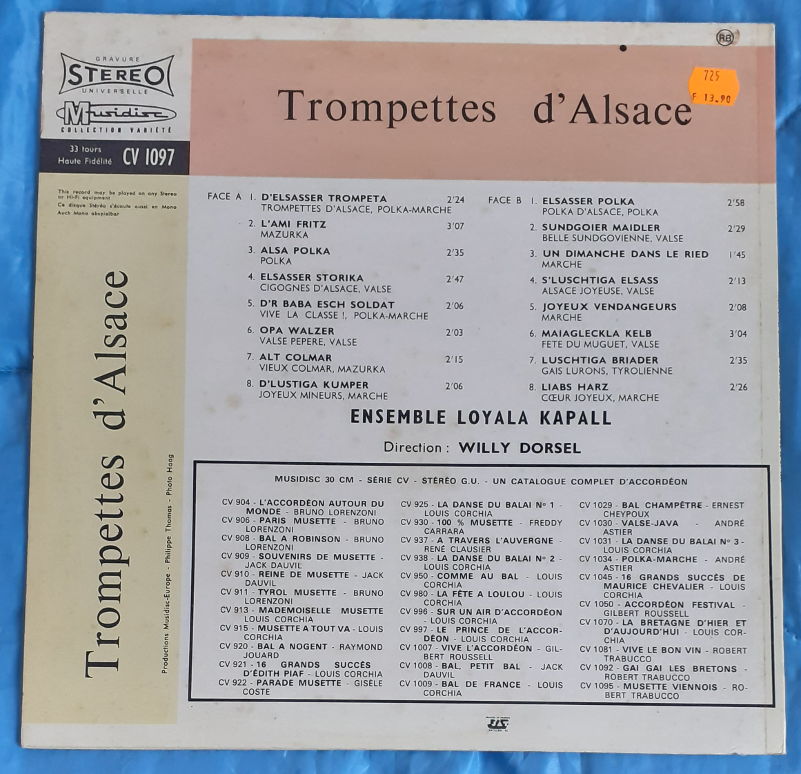 GRAVURE
STEREO
UNIVERSELLE
Musidisc
COLLECTION VARIÉTÉ
33 tours
Haute Fidélité CV 1097
This record may be played on any Stereo
or Hi-Fi equipment
Ce disque Stéréo s'écoute aussi en Mono
Auch Mono abspielbar
RB
725
F 13.90
Trompettes d'Alsace
Trompettes d'Alsace
Productions Musidisc-Europe - Philippe Thomas - Photo Haag
FACE A 1. D'ELSASSER TROMPETA 2'24
TROMPETTES D'ALSACE, POLKA-MARCHE
2. L'AMI FRITZ 3'07
MAZURKA
3. ALSA POLKA 2'35
POLKA
4. ELSASSER STORIKA 2'47
CIGOGNES D'ALSACE, VALSE
5. D'R BABA ESCH SOLDAT 2'06
VIVE LA CLASSE !, POLKA-MARCHE
6. OPA WALZER 2'03
VALSE PEPERE, VALSE
7. ALT COLMAR 2'15
VIEUX COLMAR, MAZURKA
8. D'LUSTIGA KUMPER 2'06
JOYEUX MINEURS, MARCHE
FACE B 1. ELSASSER POLKA 2'58
POLKA D'ALSACE, POLKA
2. SUNDGOIER MAIDLER 2'29
BELLE SUNDGOVIENNE, VALSE
3. UN DIMANCHE DANS LE RIED 1'45
MARCHE
4. S'LUSCHTIGA ELSASS 2'13
ALSACE JOYEUSE, VALSE
5. JOYEUX VENDANGEURS 2'08
MARCHE
6. MAIAGLECKLA KELB 3'04
FETE DU MUGUET, VALSE
7. LUSCHTIGA BRIADER 2'35
GAIS LURONS, TYROLIENNE
8. LIABS HARZ 2'26
CŒUR JOYEUX, MARCHE
ENSEMBLE LOYALA KAPALL
Direction : WILLY DORSEL
MUSIDISC 30 CM - SÉRIE CV - STÉRÉO G.U. - UN CATALOGUE COMPLET D'ACCORDÉON
CV 904 - L'ACCORDÉON AUTOUR DU
MONDE - BRUNO LORENZONI
CV 906 - PARIS MUSETTE - BRUNO
LORENZONI
CV 908 - BAL A ROBINSON - BRUNO
LORENZONI
CV 909 - SOUVENIRS DE MUSETTE -
JACK DAUVIL
CV 910 - REINE DE MUSETTE - JACK
DAUVIL
CV 911 - TYROL MUSETTE - BRUNO
LORENZONI
CV 913 - MADEMOISELLE MUSETTE
LOUIS CORCHIA
CV 915 - MUSETTE A TOUT VA - LOUIS
CORCHIA
CV 920 - BAL A NOGENT - RAYMOND
JOUARD
CV 921 - 16 GRANDS SUCCÈS
D'ÉDITH PIAF - LOUIS CORCHIA
CV 922 - PARADE MUSETTE - GISÈLE
COSTE
CV 925 - LA DANSE DU BALAI No 1 -
LOUIS CORCHIA
CV 930 - 100 % MUSETTE - FREDDY
CARRARA
CV 937 - A TRAVERS L'AUVERGNE -
RENÉ CLAUSIER
CV 938 - LA DANSE DU BALAI No 2 -
LOUIS CORCHIA
CV 950 - COMME AU BAL - LOUIS
CORCHIA
CV 980 - LA FÊTE A LOULOU - LOUIS
CORCHIA
CV 996 - SUR UN AIR D'ACCORDÉON
- LOUIS CORCHIA
CV 997 - LE PRINCE DE L'ACCOR-
DÉON - LOUIS CORCHIA
CV 1007 - VIVE L'ACCORDÉON - GIL-
BERT ROUSSELL
CV 1008 - BAL, PETIT BAL - JACK
DAUVIL
CV 1009 - BAL DE FRANCE - LOUIS
CORCHIA
CV 1029 - BAL CHAMPÊTRE - ERNEST
CHEYPOUX
CV 1030 - VALSE-JAVA - ANDRÉ
ASTIER
CV 1031 - LA DANSE DU BALAI No 3 -
LOUIS CORCHIA
CV 1034 - POLKA-MARCHE - ANDRÉ
ASTIER
CV 1045 - 16 GRANDS SUCCÈS DE
MAURICE CHEVALIER - LOUIS
CORCHIA
CV 1050 - ACCORDÉON FESTIVAL -
GILBERT ROUSSELL
CV 1070 - LA BRETAGNE D'HIER ET
D'AUJOURD'HUI - LOUIS COR-
CHIA
CV 1081 - VIVE LE BON VIN - ROBERT
TRABUCCO
CV 1092 - GAI GAI LES BRETONS -
ROBERT TRABUCCO
CV 1095 - MUSETTE VIENNOIS - RO-
BERT TRABUCCO